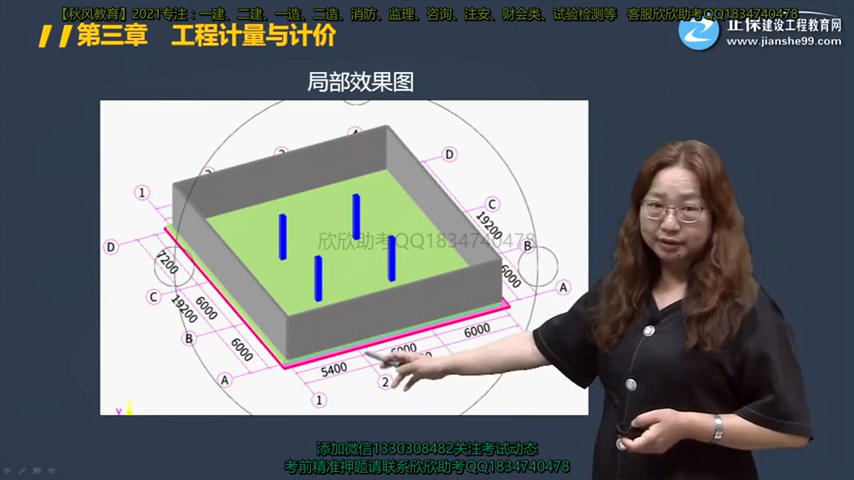 【秋风教育】2021专注:一建、二建、一造、二造、消防、监理、咨询、注安、财会类、试验检测等 客服欣欣助考QQ1834740478
第三章 工程计量与计价
正保建设工程教育网
www.jianshe99.com
局部效果图
D
1
C
19200
D
欣欣助考QQ1834740478
B
7200
6000
A
C
19200
6000
B
6000
6000
6000
A
5400
2
1
添加微信1330308482关注考试动态
考前精准押题请联系欣欣助考QQ1834740478